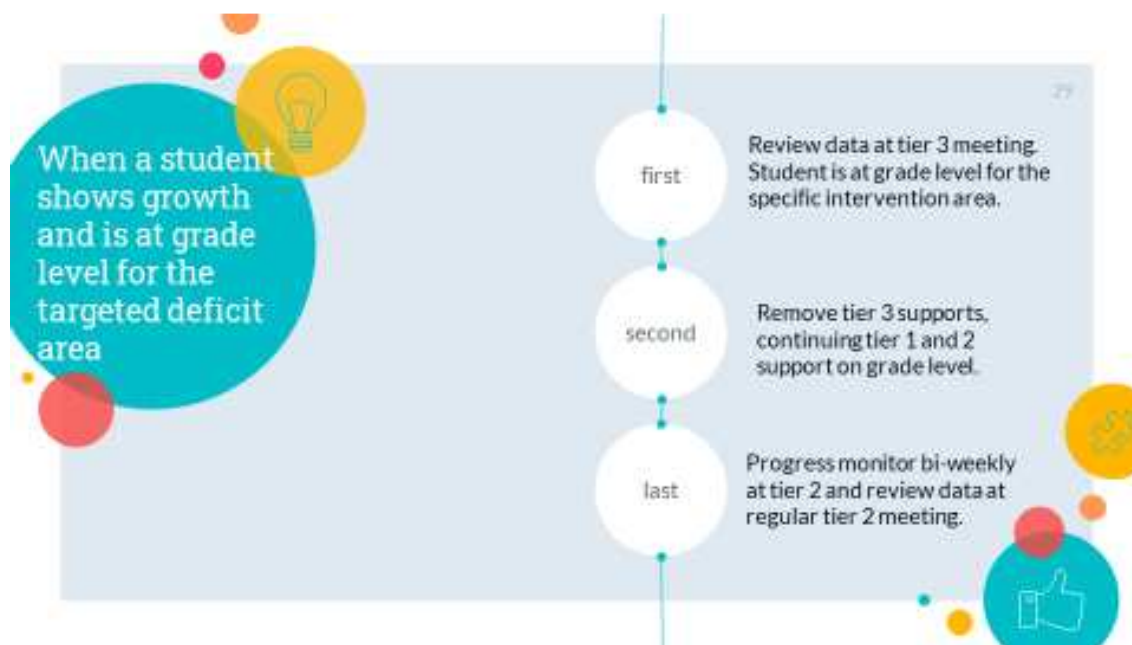 When a student
shows growth
and is at grade
level for the
targeted deficit
area
29
first
Review data at tier 3 meeting.
Student is at grade level for the
specific intervention area.
second
Remove tier 3 supports,
continuing tier 1 and 2
support on grade level.
last
Progress monitor bi-weekly
at tier 2 and review data at
regular tier 2 meeting.